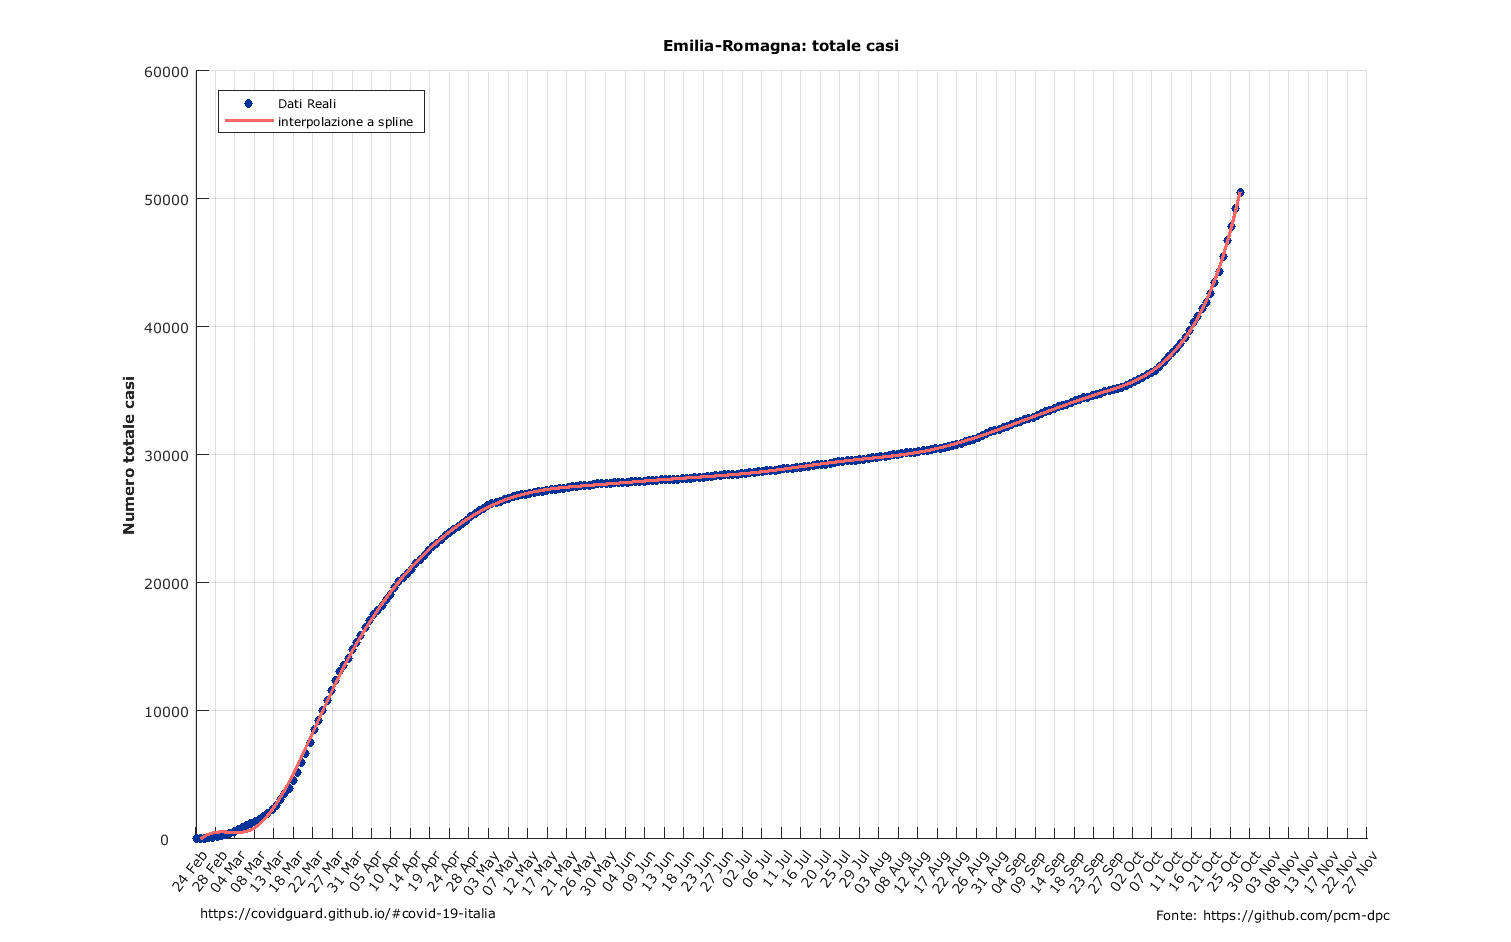 Emilia-Romagna: totale casi
60000
50000
40000
30000
20000
10000
0
Numero totale casi
Dati Reali
interpolazione a spline
24 Feb
28 Feb
04 Mar
08 Mar
13 Mar
18 Mar
22 Mar
27 Mar
31 Mar
05 Apr
10 Apr
14 Apr
19 Apr
24 Apr
28 Apr
03 May
07 May
12 May
17 May
21 May
26 May
30 May
04 Jun
09 Jun
13 Jun
18 Jun
23 Jun
27 Jun
02 Jul
06 Jul
11 Jul
16 Jul
20 Jul
25 Jul
29 Jul
03 Aug
08 Aug
12 Aug
17 Aug
22 Aug
26 Aug
31 Aug
04 Sep
09 Sep
14 Sep
18 Sep
23 Sep
27 Sep
02 Oct
07 Oct
11 Oct
16 Oct
21 Oct
25 Oct
30 Oct
03 Nov
08 Nov
13 Nov
17 Nov
22 Nov
27 Nov
https://covidguard.github.io/#covid-19-italia
Fonte: https://github.com/pcm-dpc